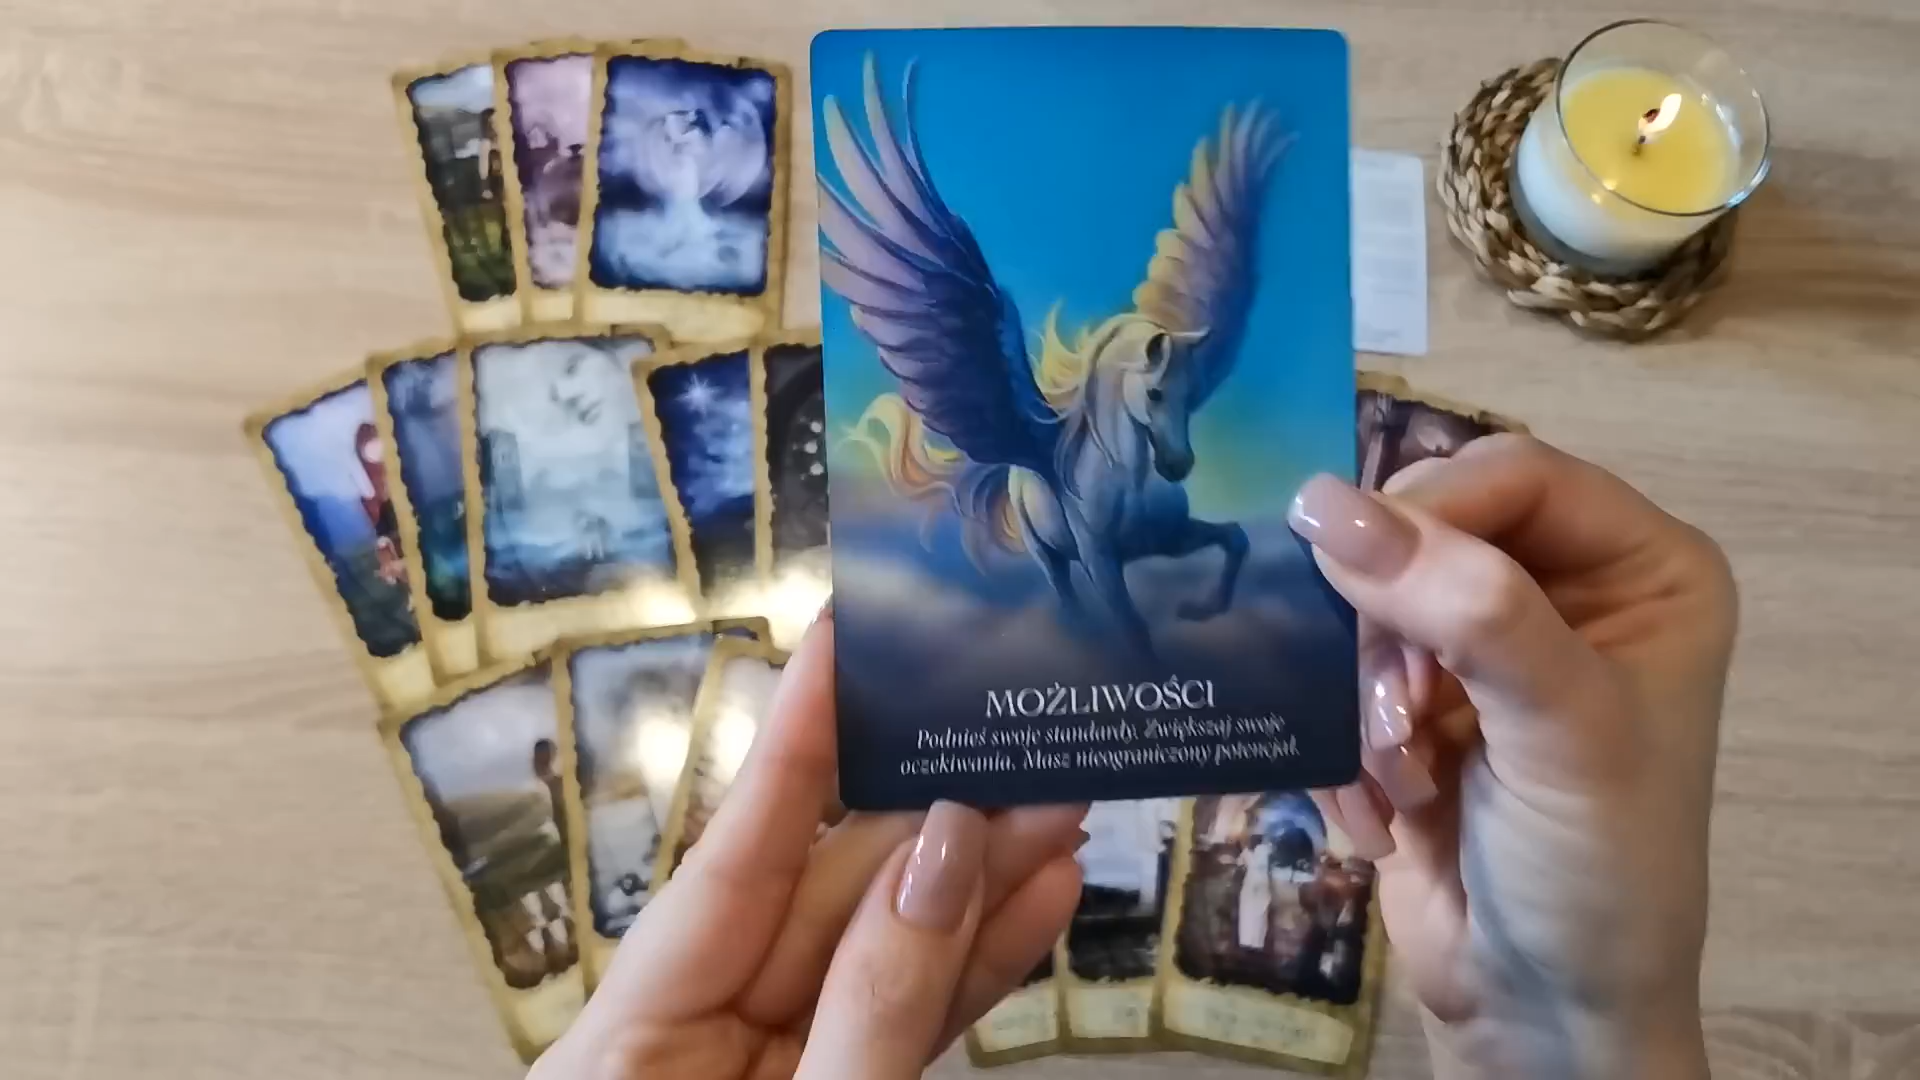 MOŻLIWOŚCI
Podnieś swoje standardy. Zwiększaj swoje
oczekiwania. Masz nieograniczony potencjał.